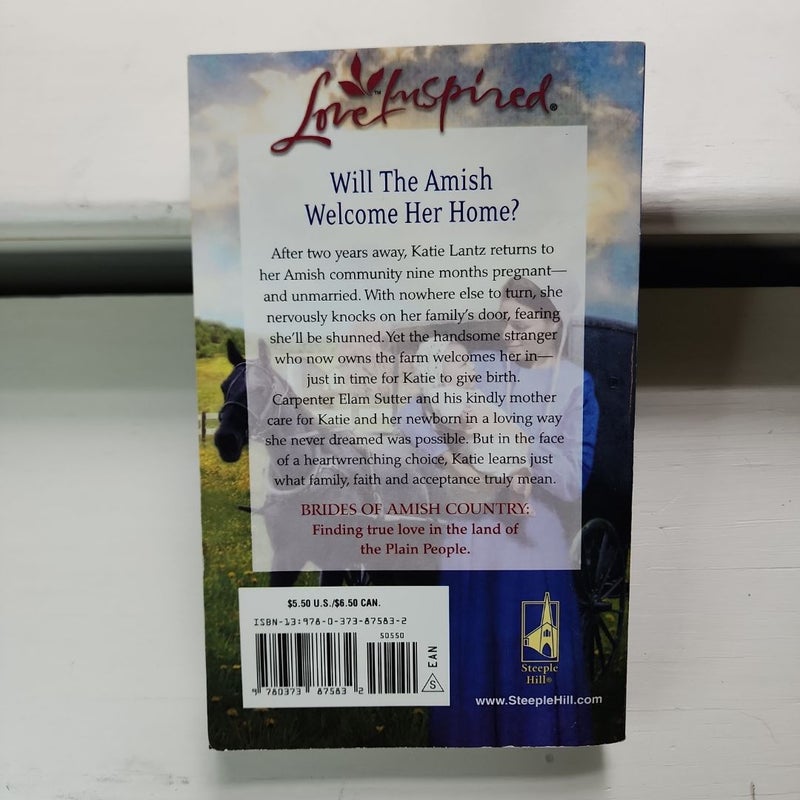 Love Inspired®
Will The Amish
Welcome Her Home?
After two years away, Katie Lantz returns to
her Amish community nine months pregnant—
and unmarried. With nowhere else to turn, she
nervously knocks on her family's door, fearing
she'll be shunned. Yet the handsome stranger
who now owns the farm welcomes her in—
just in time for Katie to give birth.
Carpenter Elam Sutter and his kindly mother
care for Katie and her newborn in a loving way
she never dreamed was possible. But in the face
of a heartwrenching choice, Katie learns just
what family, faith and acceptance truly mean.
BRIDES OF AMISH COUNTRY:
Finding true love in the land of
the Plain People.
$5.50 U.S./$6.50 CAN.
ISBN-13:978-0-373-87583-2
50550
9 780373 87583 2
S
EAN
Steeple
Hill®
www.SteepleHill.com